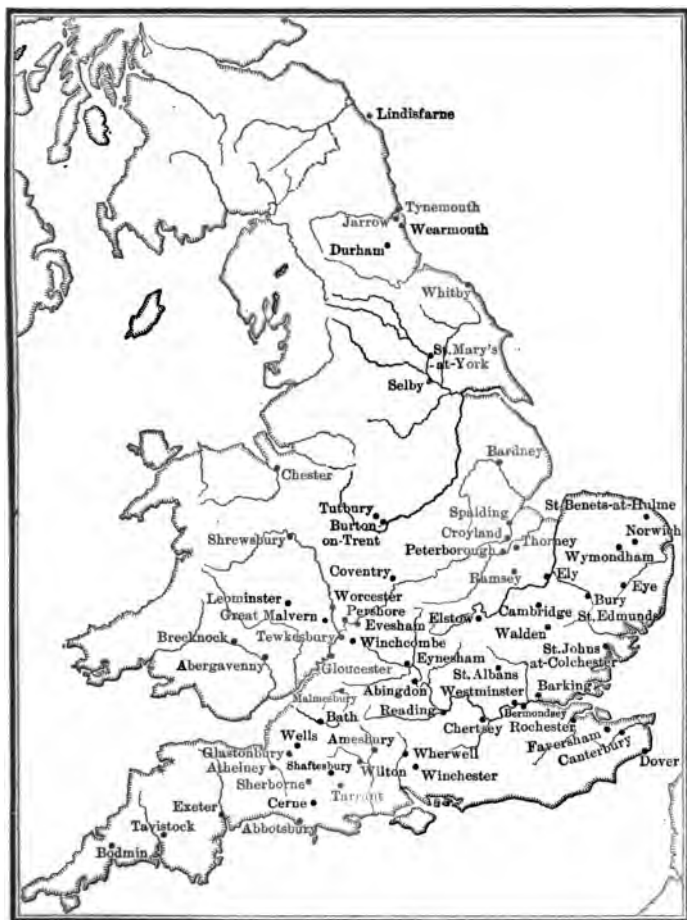 Lindisfarne
Tynemouth
Jarrow
Wearmouth
Durham
Whitby
St. Mary's
-at-York
Selby
Bardney
Chester
Tutbury
Burton
on-Trent
Spalding
Croyland
Peterborough
Thorney
St. Benets-at-Hulme
Norwich
Wymondham
Shrewsbury
Coventry
Ramsey
Ely
Eye
Bury
St. Edmunds
Leominster
Worcester
Great Malvern
Pershore
Evesham
Elstow
Cambridge
Walden
Brecknock
Tewkesbury
Winchcombe
St. Johns
at-Colchester
Abergavenny
Gloucester
Eynesham
St. Albans
Abingdon
Westminster
Barking
Malmesbury
Reading
Bermondsey
Bath
Chertsey
Rochester
Wells
Amesbury
Faversham
Glastonbury
Wherwell
Canterbury
Athelney
Shaftesbury
Wilton
Winchester
Dover
Sherborne
Tarrant
Exeter
Cerne
Tavistock
Abbotsbury
Bodmin